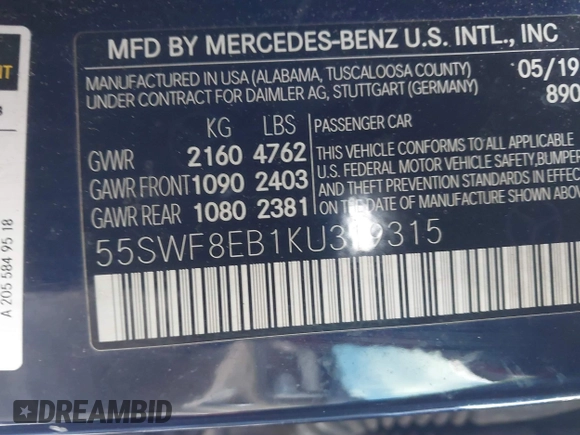 MFD BY MERCEDES-BENZ U.S. INTL., INC
MANUFACTURED IN USA (ALABAMA, TUSCALOOSA COUNTY) 05/19
UNDER CONTRACT FOR DAIMLER AG, STUTTGART (GERMANY) 890
KG LBS PASSENGER CAR
GVWR 2160 4762 THIS VEHICLE CONFORMS TO ALL APPLICABLE
GAWR FRONT 1090 2403 U.S. FEDERAL MOTOR VEHICLE SAFETY, BUMPER
GAWR REAR 1080 2381 AND THEFT PREVENTION STANDARDS IN EFFECT
ON THE DATE OF MANUFACTURE SHOWN ABOVE
A 205 584 95 18
DREAMBID